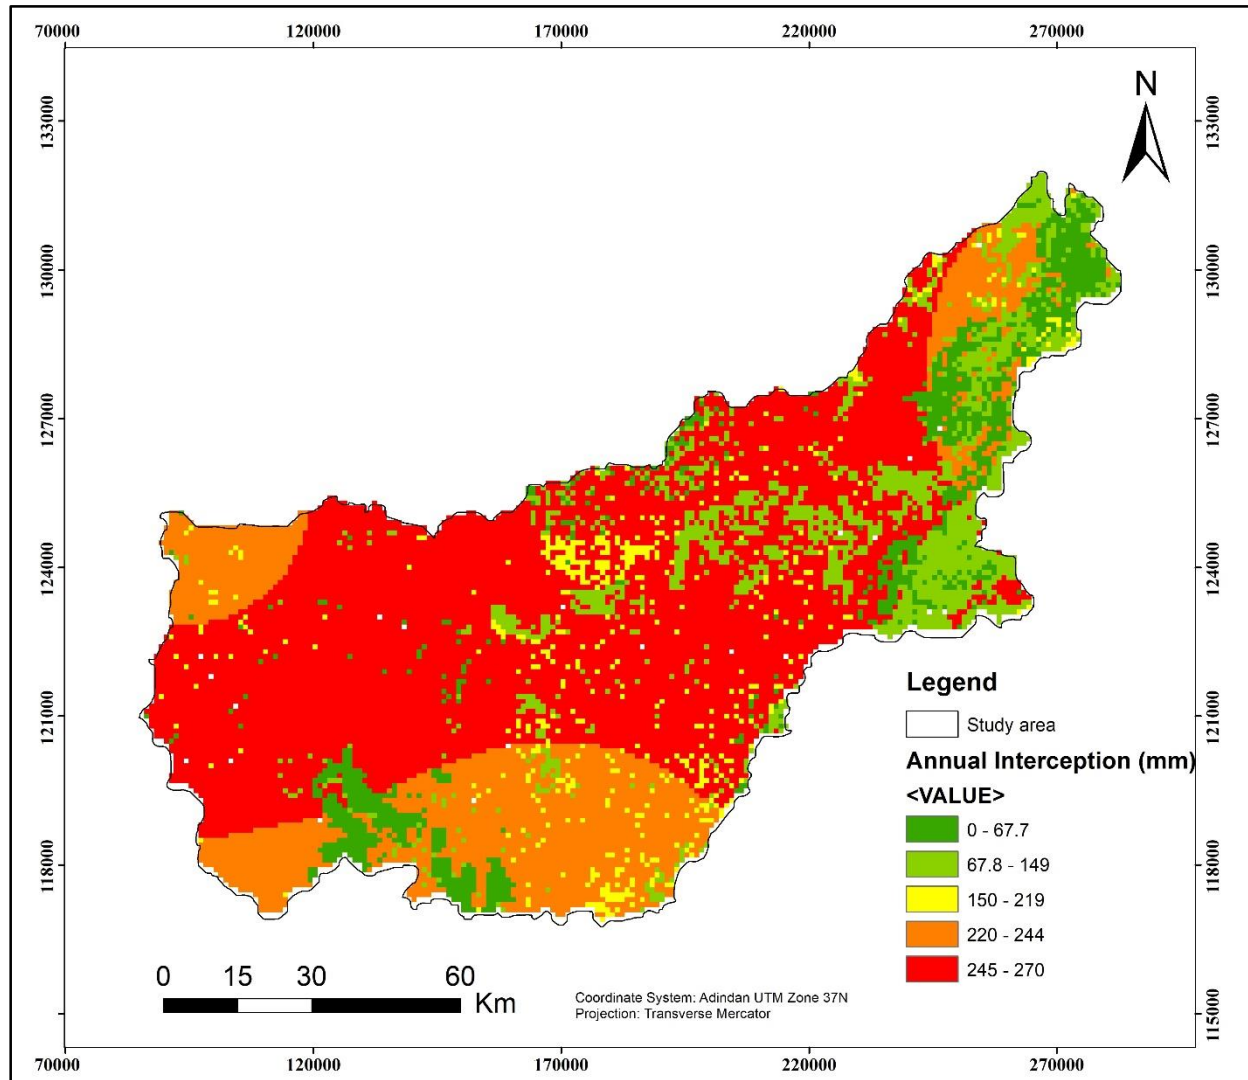 70000 120000 170000 220000 270000
N
133000 133000
130000 130000
127000 127000
124000 124000
121000 121000
118000 118000
115000
Legend
Study area
Annual Interception (mm)
<VALUE>
0 - 67.7
67.8 - 149
150 - 219
220 - 244
245 - 270
0 15 30 60
Km
Coordinate System: Adindan UTM Zone 37N
Projection: Transverse Mercator
70000 120000 170000 220000 270000